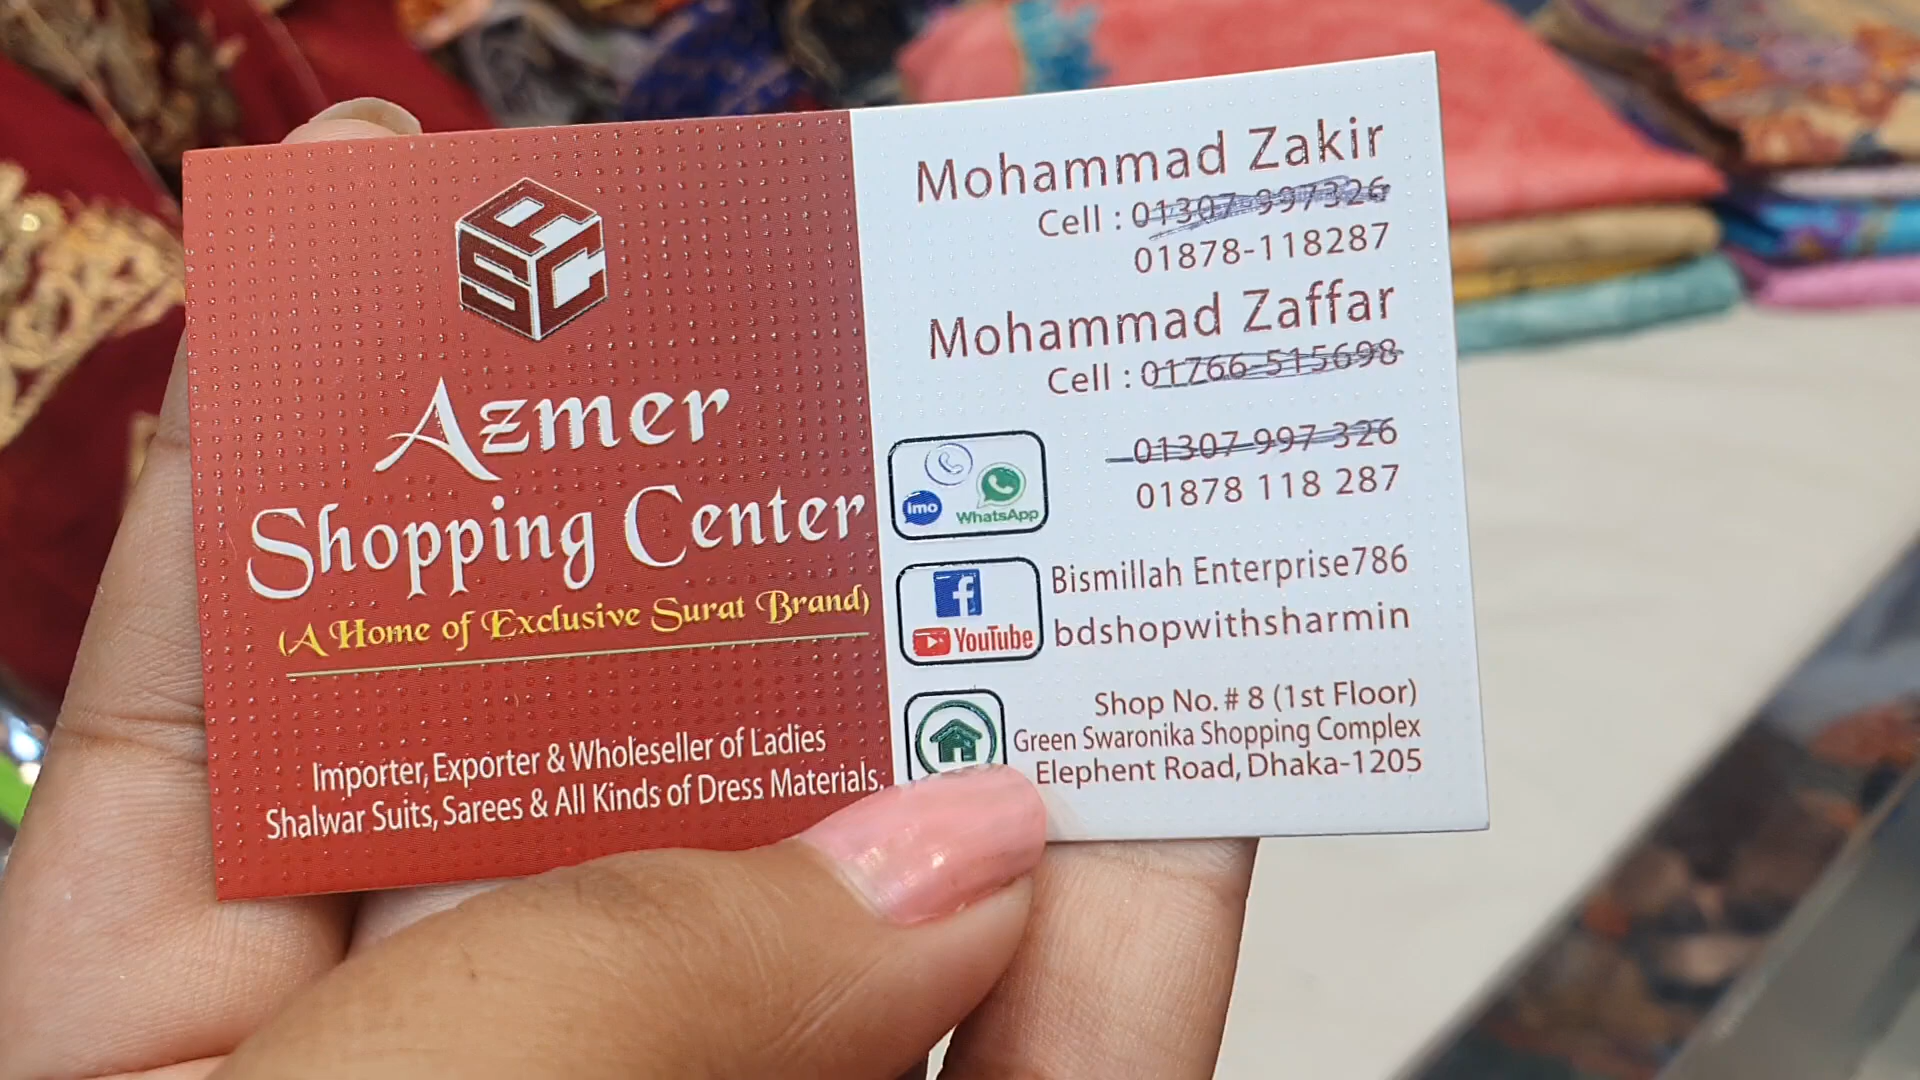 ASC
Azmer
Shopping Center
(A Home of Exclusive Surat Brand)
Importer, Exporter & Wholeseller of Ladies
Shalwar Suits, Sarees & All Kinds of Dress Materials.
Mohammad Zakir
Cell : 01307-997326
01878-118287
Mohammad Zaffar
Cell : 01766-515698
01307 997 326
01878 118 287
imo
WhatsApp
Bismillah Enterprise786
f
YouTube
bdshopwithsharmin
Shop No. # 8 (1st Floor)
Green Swaronika Shopping Complex
Elephent Road, Dhaka-1205